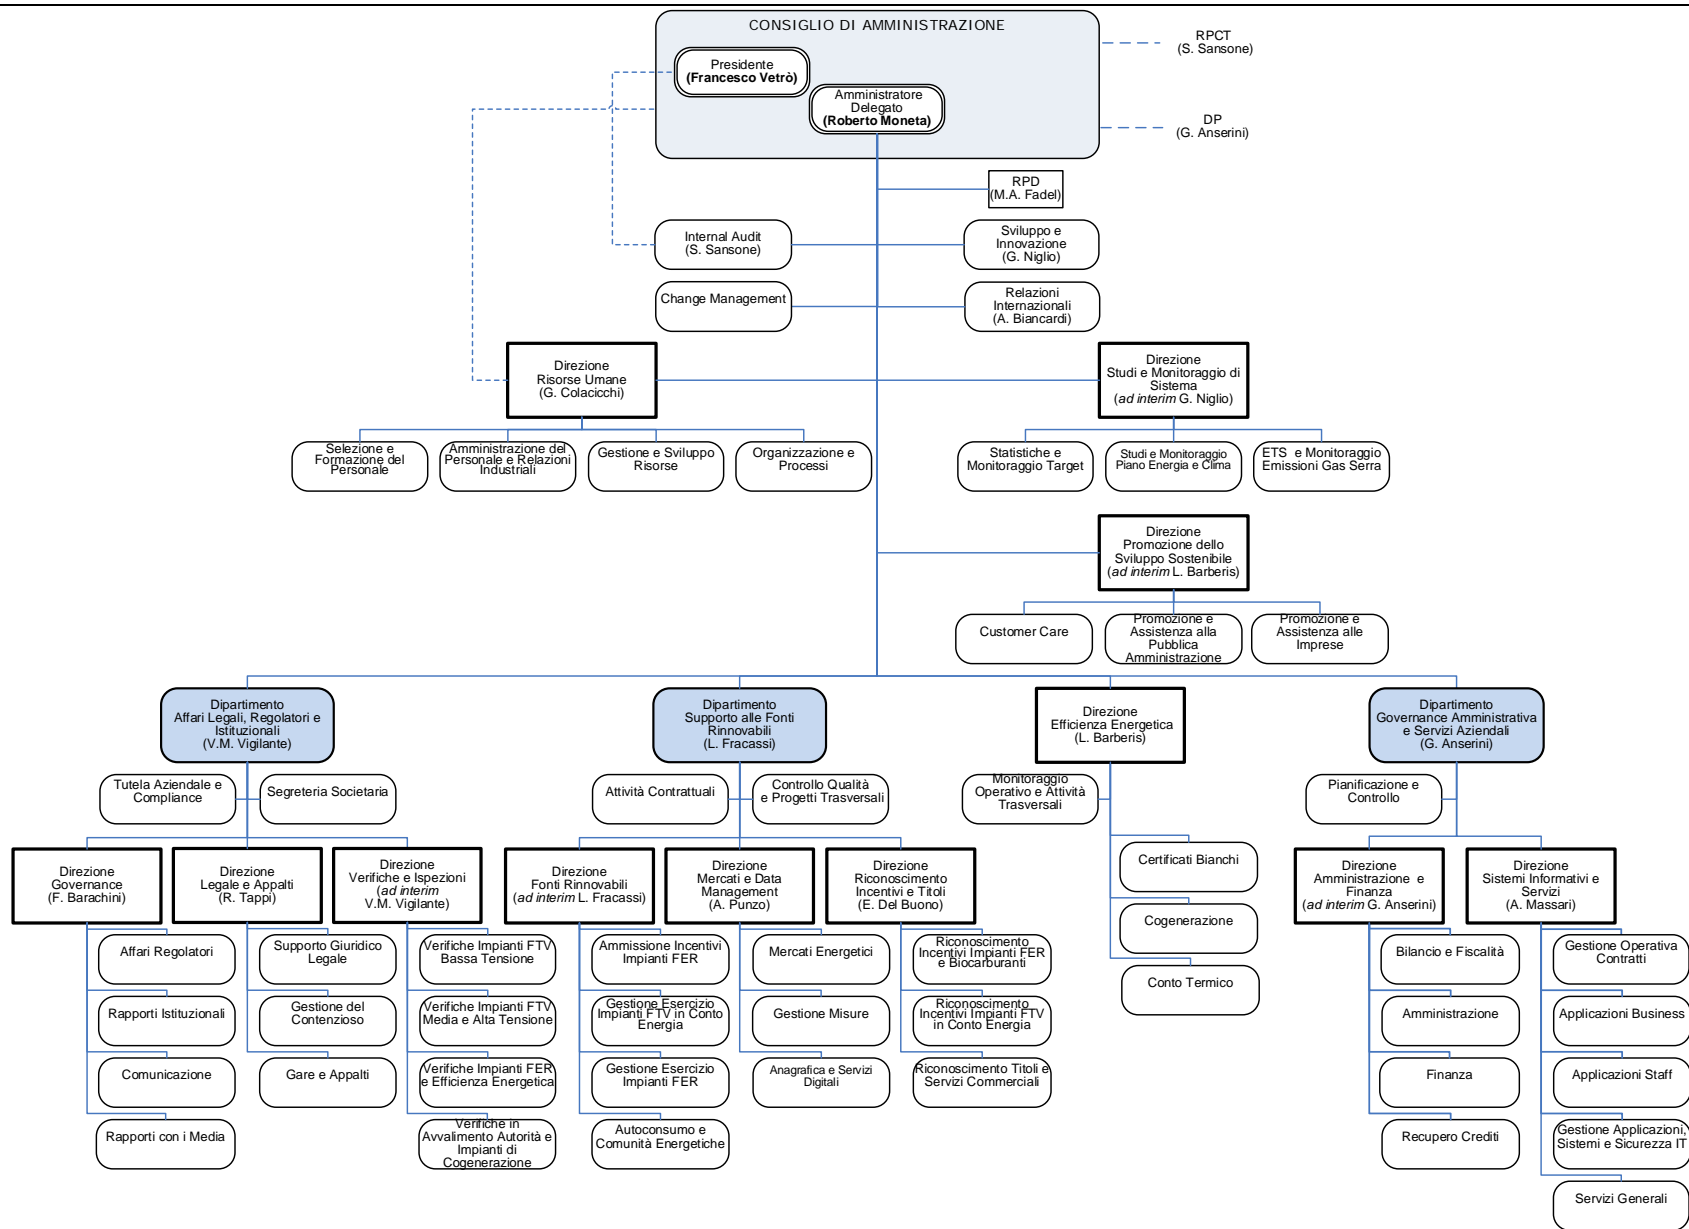 CONSIGLIO DI AMMINISTRAZIONE
Presidente
(Francesco Vetrò)
Amministratore
Delegato
(Roberto Moneta)
RPCT
(S. Sansone)
DP
(G. Anserini)
RPD
(M.A. Fadel)
Internal Audit
(S. Sansone)
Sviluppo e
Innovazione
(G. Niglio)
Change Management
Relazioni
Internazionali
(A. Biancardi)
Direzione
Risorse Umane
(G. Colacicchi)
Direzione
Studi e Monitoraggio di
Sistema
(ad interim G. Niglio)
Selezione e
Formazione del
Personale
Amministrazione del
Personale e Relazioni
Industriali
Gestione e Sviluppo
Risorse
Organizzazione e
Processi
Statistiche e
Monitoraggio Target
Studi e Monitoraggio
Piano Energia e Clima
ETS e Monitoraggio
Emissioni Gas Serra
Direzione
Promozione dello
Sviluppo Sostenibile
(ad interim L. Barberis)
Customer Care
Promozione e
Assistenza alla
Pubblica
Amministrazione
Promozione e
Assistenza alle
Imprese
Dipartimento
Affari Legali, Regolatori e
Istituzionali
(V.M. Vigilante)
Dipartimento
Supporto alle Fonti
Rinnovabili
(L. Fracassi)
Direzione
Efficienza Energetica
(L. Barberis)
Dipartimento
Governance Amministrativa
e Servizi Aziendali
(G. Anserini)
Tutela Aziendale e
Compliance
Segreteria Societaria
Attività Contrattuali
Controllo Qualità
e Progetti Trasversali
Monitoraggio
Operativo e Attività
Trasversali
Pianificazione e
Controllo
Direzione
Governance
(F. Barachini)
Direzione
Legale e Appalti
(R. Tappi)
Direzione
Verifiche e Ispezioni
(ad interim
V.M. Vigilante)
Direzione
Fonti Rinnovabili
(ad interim L. Fracassi)
Direzione
Mercati e Data
Management
(A. Punzo)
Direzione
Riconoscimento
Incentivi e Titoli
(E. Del Buono)
Certificati Bianchi
Cogenerazione
Conto Termico
Direzione
Amministrazione e
Finanza
(ad interim G. Anserini)
Direzione
Sistemi Informativi e
Servizi
(A. Massari)
Affari Regolatori
Rapporti Istituzionali
Comunicazione
Rapporti con i Media
Supporto Giuridico
Legale
Gestione del
Contenzioso
Gare e Appalti
Verifiche Impianti FTV
Bassa Tensione
Verifiche Impianti FTV
Media e Alta Tensione
Verifiche Impianti FER
e Efficienza Energetica
Verifiche in
Avvalimento Autorità e
Impianti di
Cogenerazione
Ammissione Incentivi
Impianti FER
Gestione Esercizio
Impianti FTV in Conto
Energia
Gestione Esercizio
Impianti FER
Autoconsumo e
Comunità Energetiche
Mercati Energetici
Gestione Misure
Anagrafica e Servizi
Digitali
Riconoscimento
Incentivi Impianti FER
e Biocarburanti
Riconoscimento
Incentivi Impianti FTV
in Conto Energia
Riconoscimento Titoli e
Servizi Commerciali
Bilancio e Fiscalità
Amministrazione
Finanza
Recupero Crediti
Gestione Operativa
Contratti
Applicazioni Business
Applicazioni Staff
Gestione Applicazioni,
Sistemi e Sicurezza IT
Servizi Generali